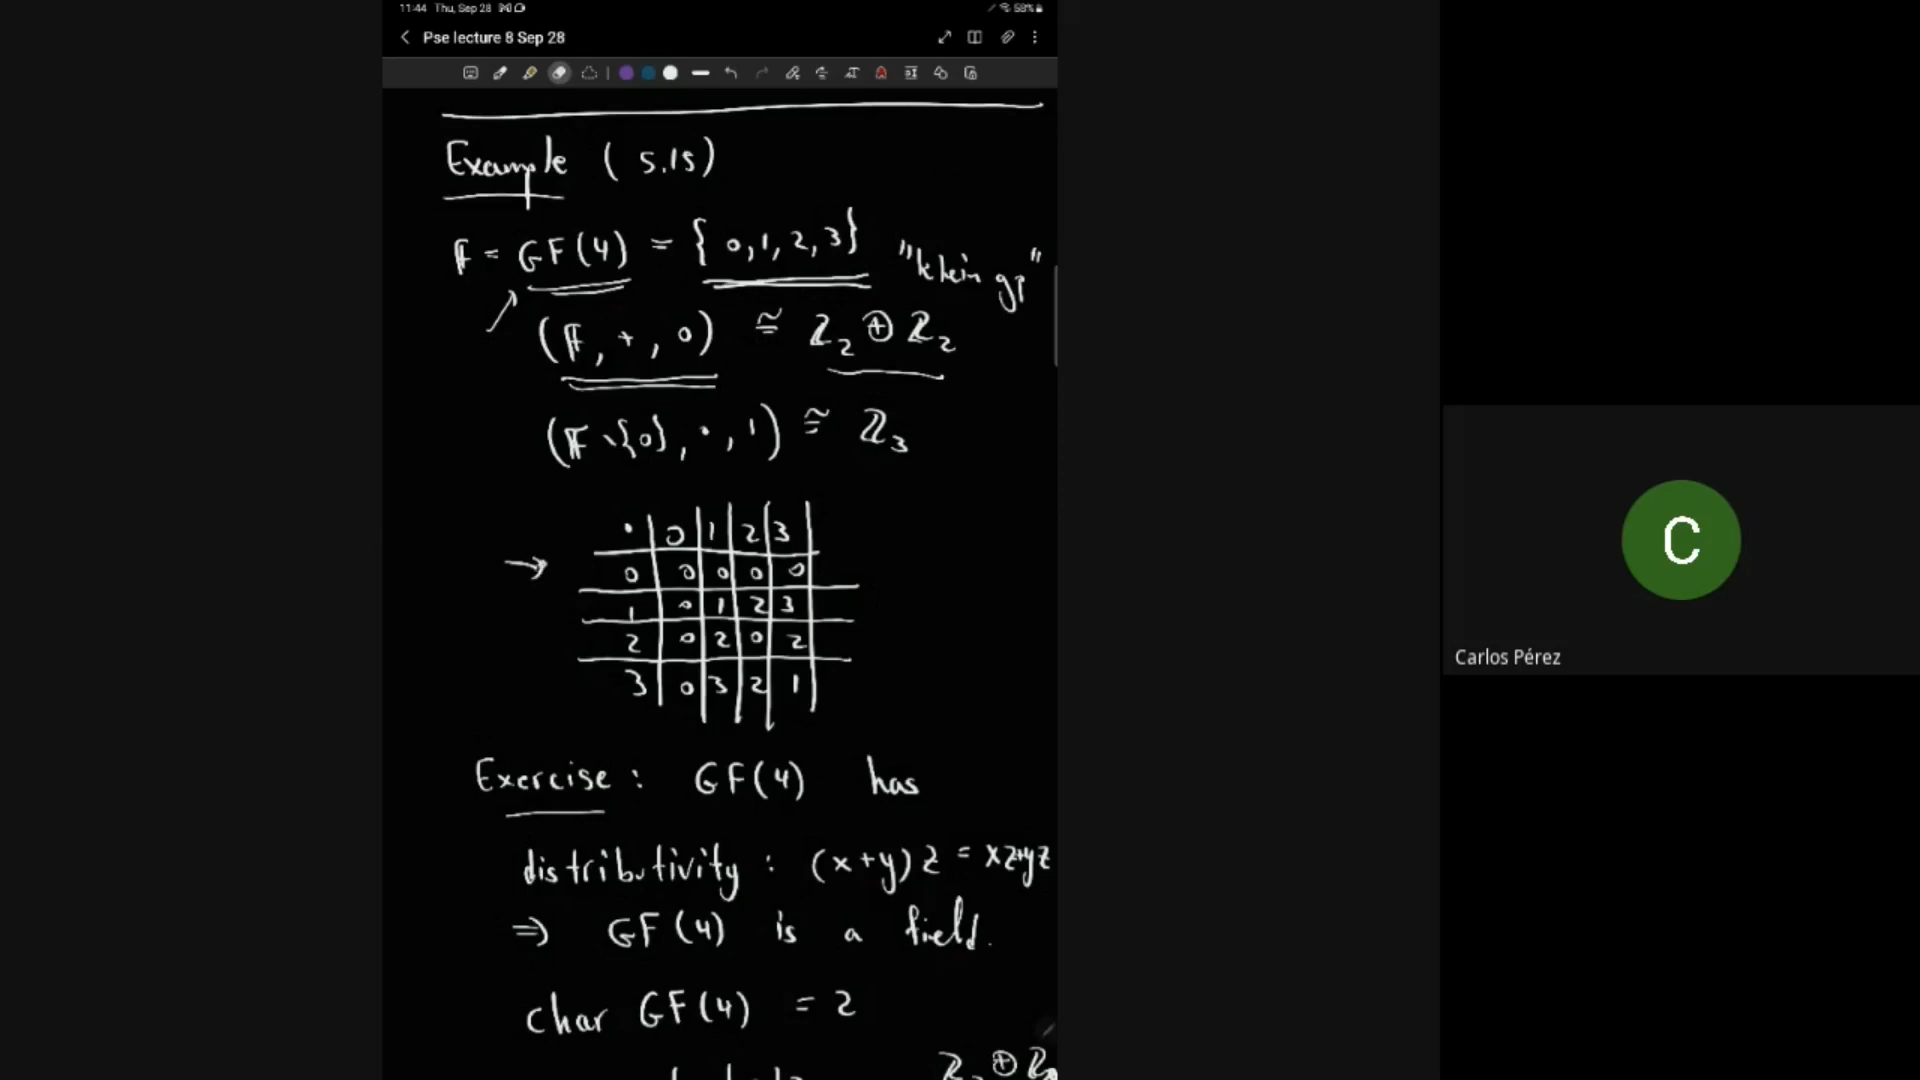 11:44 Thu, Sep 28
58%
Pse lecture 8 Sep 28
Example (5.15)
𝔽 = GF(4) = {0,1,2,3} "klein gp"
(𝔽, +, 0) ≅ ℤ₂ ⊕ ℤ₂
(𝔽 \ {0}, ·, 1) ≅ ℤ₃
· | 0 | 1 | 2 | 3
0 | 0 | 0 | 0 | 0
1 | 0 | 1 | 2 | 3
2 | 0 | 2 | 0 | 2
3 | 0 | 3 | 2 | 1
Exercise: GF(4) has
distributivity: (x+y)z = xz+yz
⇒ GF(4) is a field.
char GF(4) = 2
C
Carlos Pérez